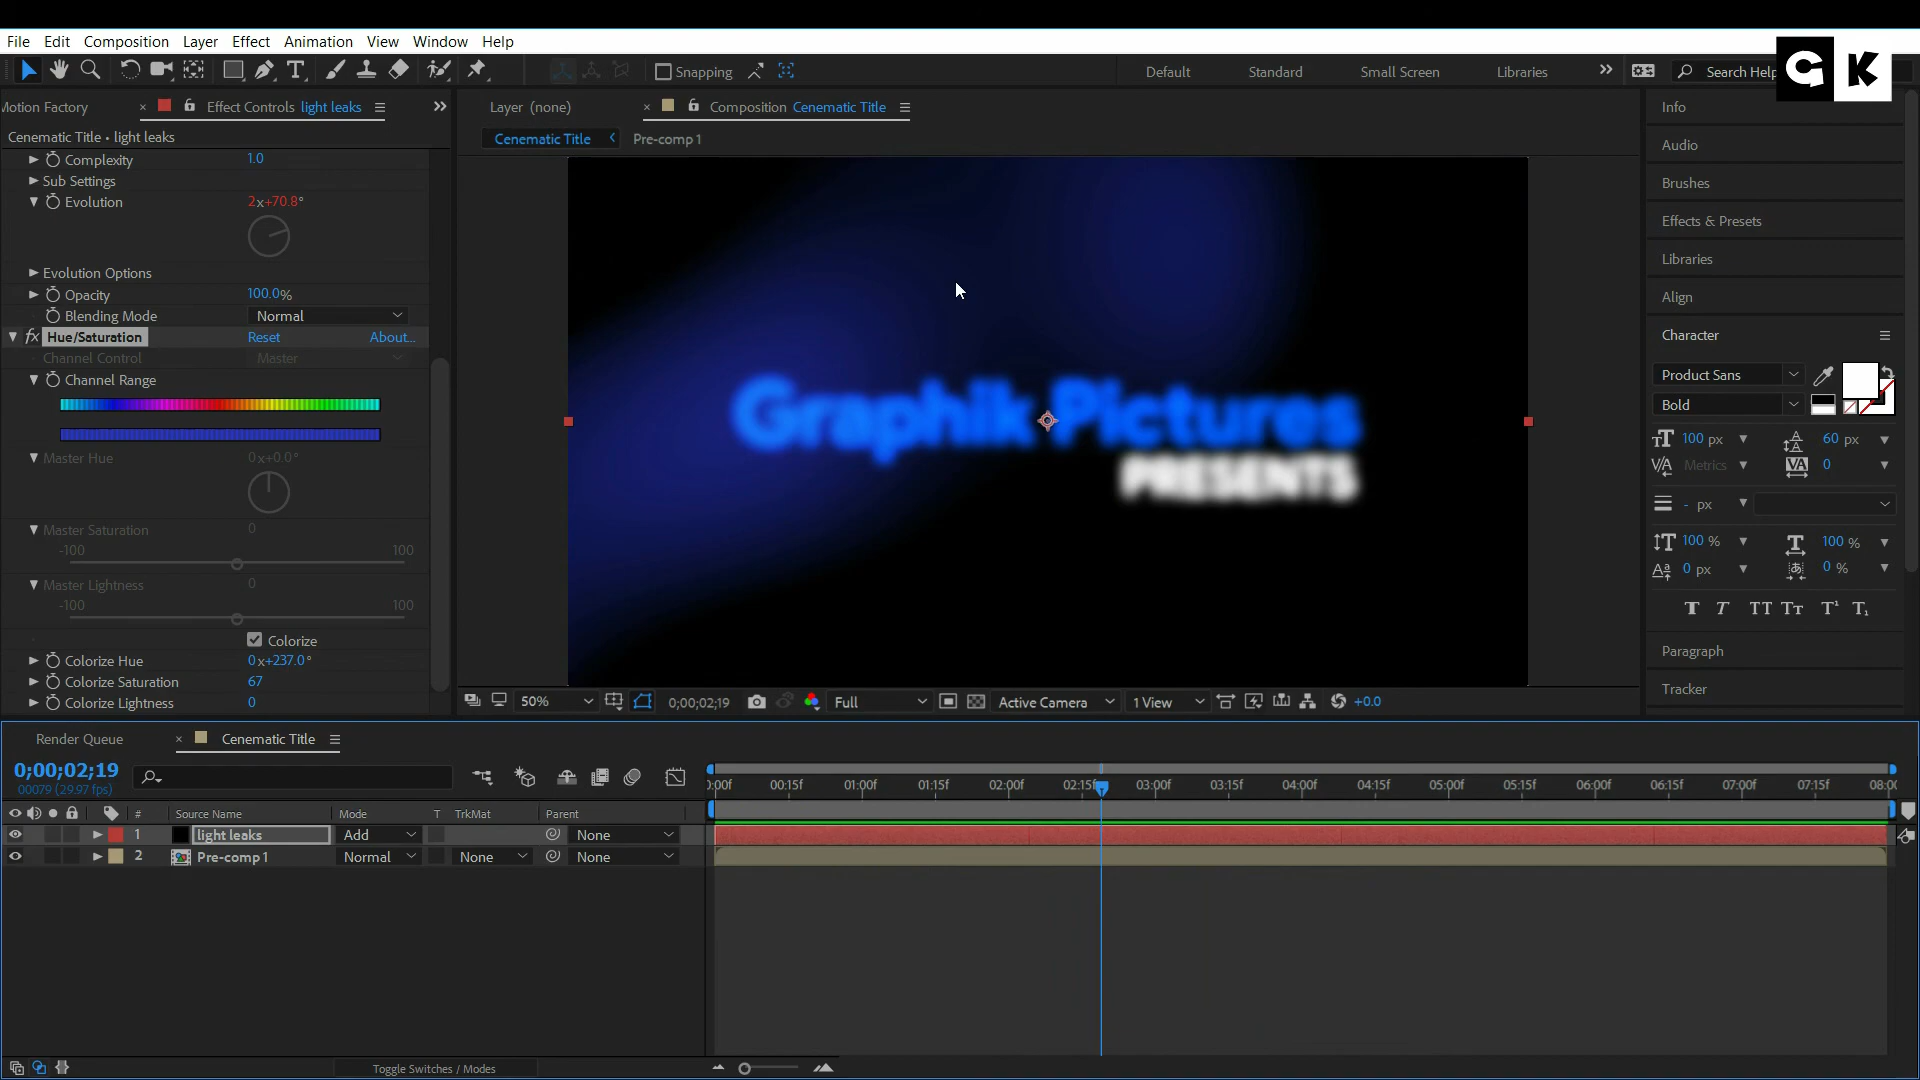 File Edit Composition Layer Effect Animation View Window Help
GK
Snapping Default Standard Small Screen Libraries Search Help
Motion Factory Effect Controls light leaks
Layer (none) Composition Cenematic Title
Info
Cenematic Title • light leaks
Cenematic Title Pre-comp 1
Audio
Brushes
Effects & Presets
Libraries
Align
Character
Product Sans
Bold
100 px 60 px
Metrics 0
- px
100 % 100 %
0 px 0 %
T T TT Tт T¹ T₁
Paragraph
Tracker
Complexity 1.0
Sub Settings
Evolution 2x+70.8°
Evolution Options
Opacity 100.0%
Blending Mode Normal
fx Hue/Saturation Reset About...
Channel Control Master
Channel Range
Master Hue 0x+0.0°
Master Saturation 0
-100 100
Master Lightness 0
-100 100
Colorize
Colorize Hue 0x+237.0°
Colorize Saturation 67
Colorize Lightness 0
Graphik Pictures
PRESENTS
50% 0;00;02;19 Full Active Camera 1 View +0.0
Render Queue Cenematic Title
0;00;02;19
00079 (29.97 fps)
:00f 00:15f 01:00f 01:15f 02:00f 02:15f 03:00f 03:15f 04:00f 04:15f 05:00f 05:15f 06:00f 06:15f 07:00f 07:15f 08:00
# Source Name Mode T TrkMat Parent
1 light leaks Add None
2 Pre-comp 1 Normal None None
Toggle Switches / Modes